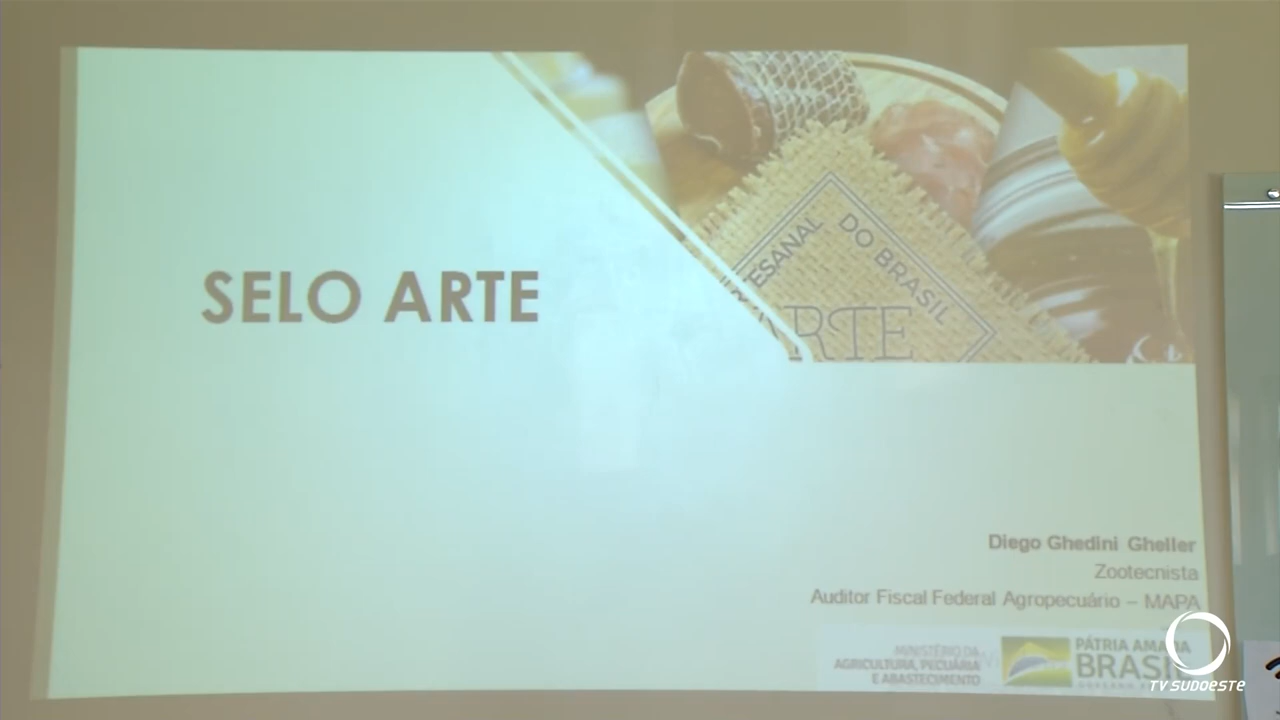 SELO ARTE
DO BRASIL
ARTE
Diego Ghedini Gheller
Zootecnista
Auditor Fiscal Federal Agropecuário – MAPA
MINISTÉRIO DA
AGRICULTURA, PECUÁRIA
E ABASTECIMENTO
PÁTRIA AMADA
BRASIL
TV SUDOESTE